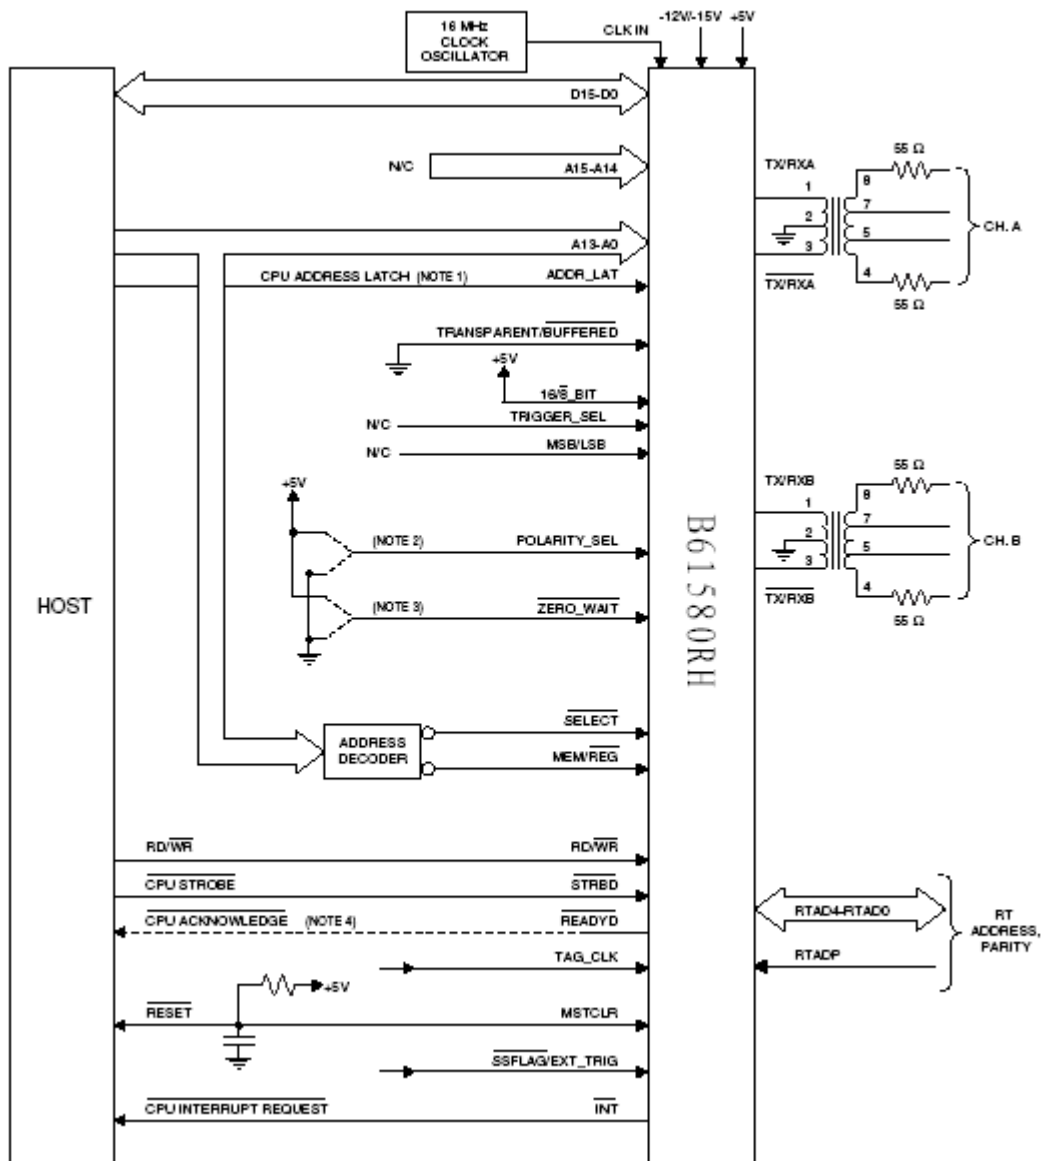 16 MHz
CLOCK
OSCILLATOR
CLK IN
-12V/-15V
+5V
D15-D0
N/C
A15-A14
A13-A0
CPU ADDRESS LATCH (NOTE 1)
ADDR_LAT
TRANSPARENT/BUFFERED
+5V
16/8_BIT
N/C
TRIGGER_SEL
N/C
MSB/LSB
+5V
(NOTE 2)
POLARITY_SEL
HOST
(NOTE 3)
ZERO_WAIT
B61580RH
SELECT
ADDRESS
DECODER
MEM/REG
RD/WR
RD/WR
CPU STROBE
STRBD
CPU ACKNOWLEDGE (NOTE 4)
READYD
TAG_CLK
+5V
RESET
MSTCLR
SSFLAG/EXT_TRIG
CPU INTERRUPT REQUEST
INT
TX/RXA
1
2
3
TX/RXA
55 Ω
8
7
5
4
55 Ω
CH. A
TX/RXB
1
2
3
TX/RXB
55 Ω
8
7
5
4
55 Ω
CH. B
RTAD4-RTAD0
RTADP
RT
ADDRESS,
PARITY